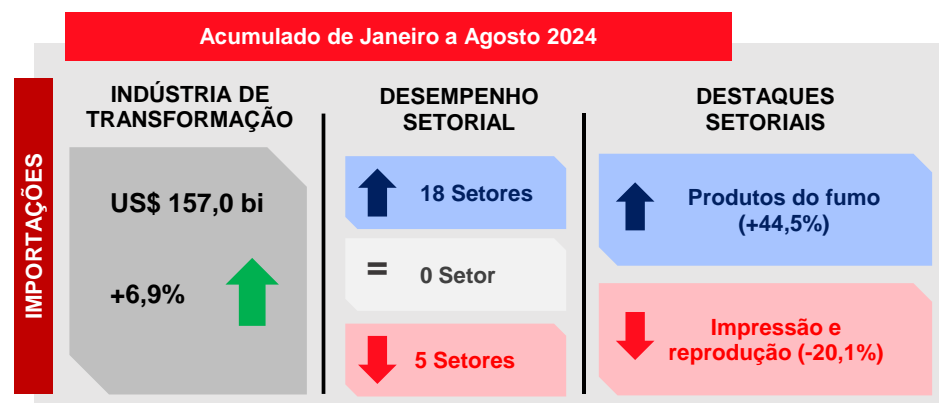 Acumulado de Janeiro a Agosto 2024
IMPORTAÇÕES
INDÚSTRIA DE
TRANSFORMAÇÃO
US$ 157,0 bi
+6,9%
DESEMPENHO
SETORIAL
18 Setores
= 0 Setor
5 Setores
DESTAQUES
SETORIAIS
Produtos do fumo
(+44,5%)
Impressão e
reprodução (-20,1%)